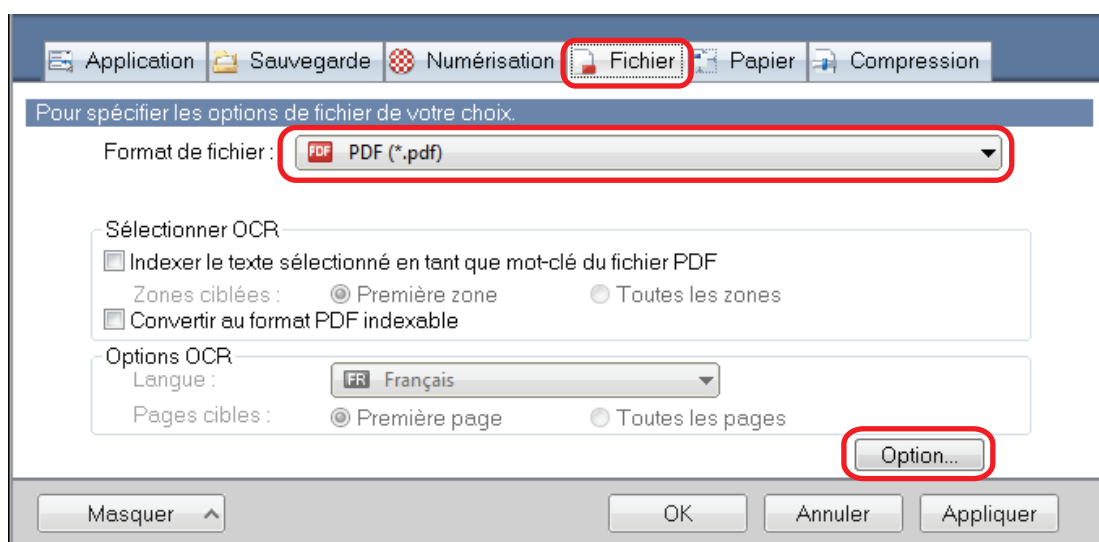 Application Sauvegarde Numérisation Fichier Papier Compression
Pour spécifier les options de fichier de votre choix.
Format de fichier : PDF PDF (*.pdf)
Sélectionner OCR
Indexer le texte sélectionné en tant que mot-clé du fichier PDF
Zones ciblées : Première zone Toutes les zones
Convertir au format PDF indexable
Options OCR
Langue : FR Français
Pages cibles : Première page Toutes les pages
Option...
Masquer OK Annuler Appliquer